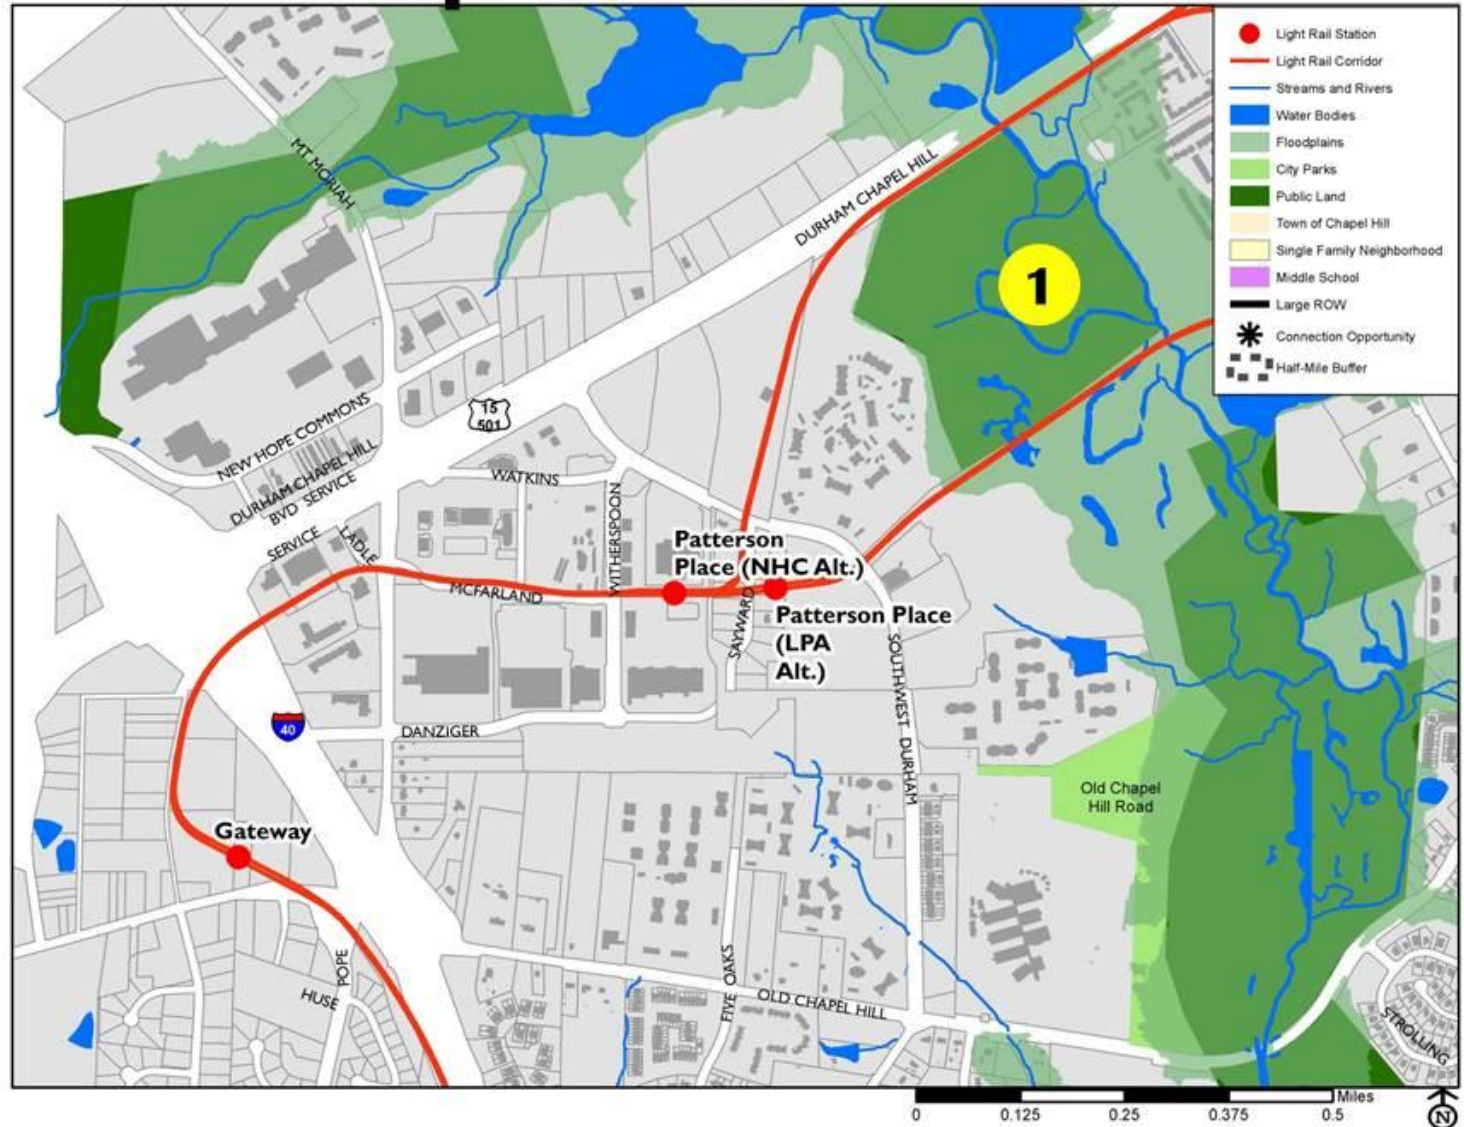 Light Rail Station
Light Rail Corridor
Streams and Rivers
Water Bodies
Floodplains
City Parks
Public Land
Town of Chapel Hill
Single Family Neighborhood
Middle School
Large ROW
Connection Opportunity
Half-Mile Buffer
MT MORIAH
DURHAM CHAPEL HILL
1
NEW HOPE COMMONS
15
501
DURHAM CHAPEL HILL
BVD SERVICE
WATKINS
SERVICE
LADLE
WITHERSPOON
Patterson
Place (NHC Alt.)
MCFARLAND
SAYWARD
Patterson Place
(LPA
Alt.)
SOUTHWEST DURHAM
40
DANZIGER
Old Chapel
Hill Road
Gateway
POPE
HUSE
FIVE OAKS
OLD CHAPEL HILL
STROLLING
Miles
0 0.125 0.25 0.375 0.5
N